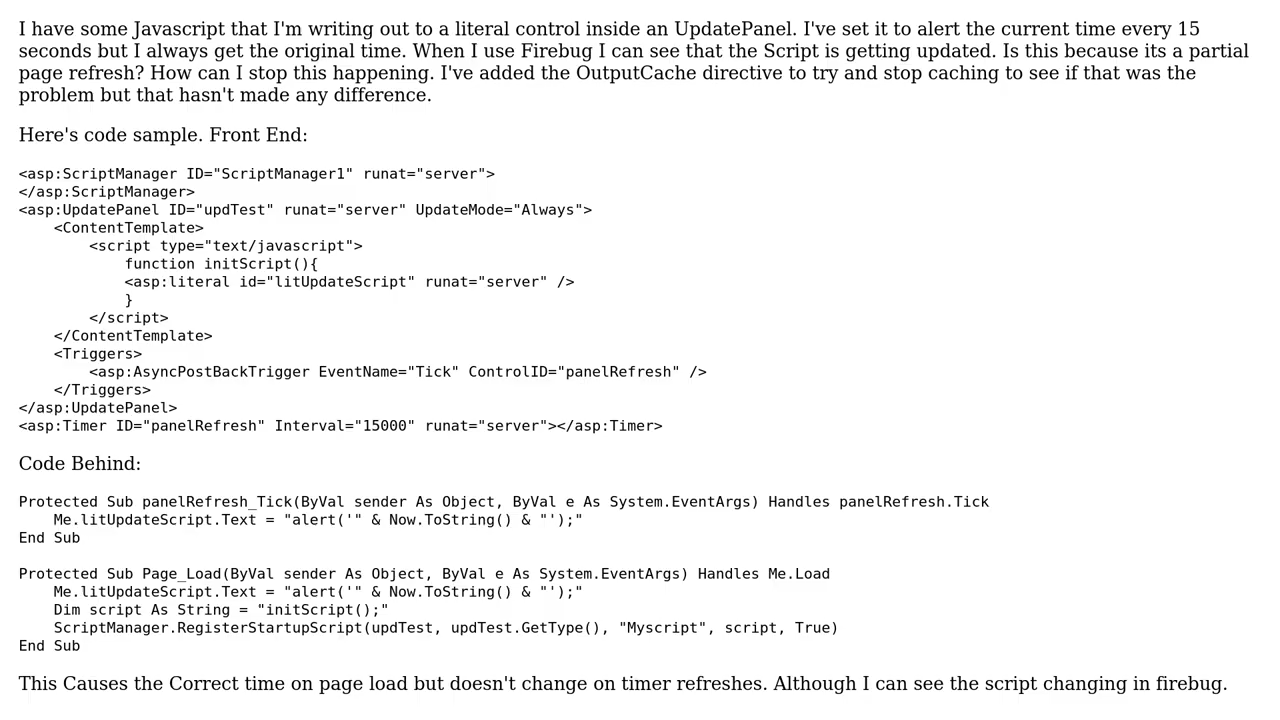 I have some Javascript that I'm writing out to a literal control inside an UpdatePanel. I've set it to alert the current time every 15
seconds but I always get the original time. When I use Firebug I can see that the Script is getting updated. Is this because its a partial
page refresh? How can I stop this happening. I've added the OutputCache directive to try and stop caching to see if that was the
problem but that hasn't made any difference.
Here's code sample. Front End:
<asp:ScriptManager ID="ScriptManager1" runat="server">
</asp:ScriptManager>
<asp:UpdatePanel ID="updTest" runat="server" UpdateMode="Always">
    <ContentTemplate>
        <script type="text/javascript">
            function initScript(){
            <asp:literal id="litUpdateScript" runat="server" />
            }
        </script>
    </ContentTemplate>
    <Triggers>
        <asp:AsyncPostBackTrigger EventName="Tick" ControlID="panelRefresh" />
    </Triggers>
</asp:UpdatePanel>
<asp:Timer ID="panelRefresh" Interval="15000" runat="server"></asp:Timer>
Code Behind:
Protected Sub panelRefresh_Tick(ByVal sender As Object, ByVal e As System.EventArgs) Handles panelRefresh.Tick
    Me.litUpdateScript.Text = "alert('" & Now.ToString() & "');"
End Sub
Protected Sub Page_Load(ByVal sender As Object, ByVal e As System.EventArgs) Handles Me.Load
    Me.litUpdateScript.Text = "alert('" & Now.ToString() & "');"
    Dim script As String = "initScript();"
    ScriptManager.RegisterStartupScript(updTest, updTest.GetType(), "Myscript", script, True)
End Sub
This Causes the Correct time on page load but doesn't change on timer refreshes. Although I can see the script changing in firebug.